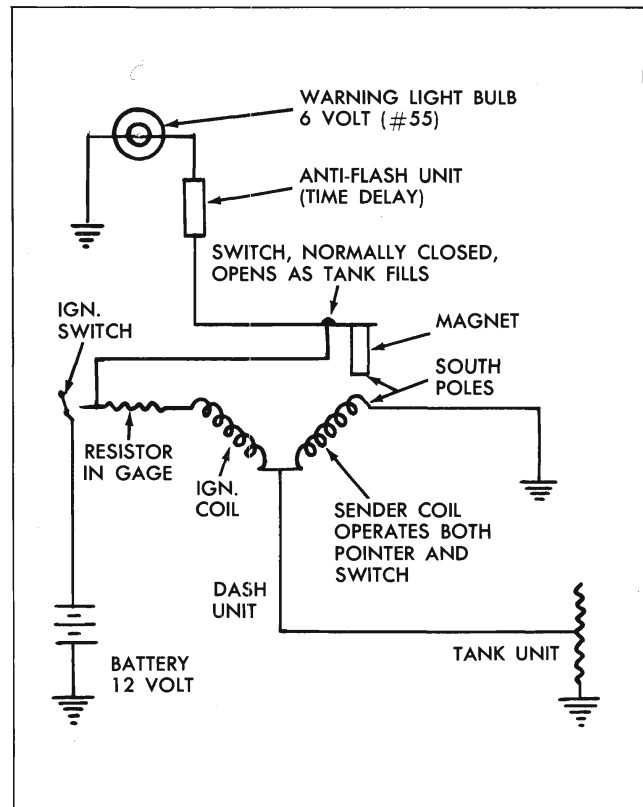 WARNING LIGHT BULB
6 VOLT (#55)
ANTI-FLASH UNIT
(TIME DELAY)
SWITCH, NORMALLY CLOSED,
OPENS AS TANK FILLS
IGN.
SWITCH
MAGNET
SOUTH
POLES
RESISTOR
IN GAGE
IGN.
COIL
SENDER COIL
OPERATES BOTH
POINTER AND
SWITCH
DASH
UNIT
TANK UNIT
BATTERY
12 VOLT